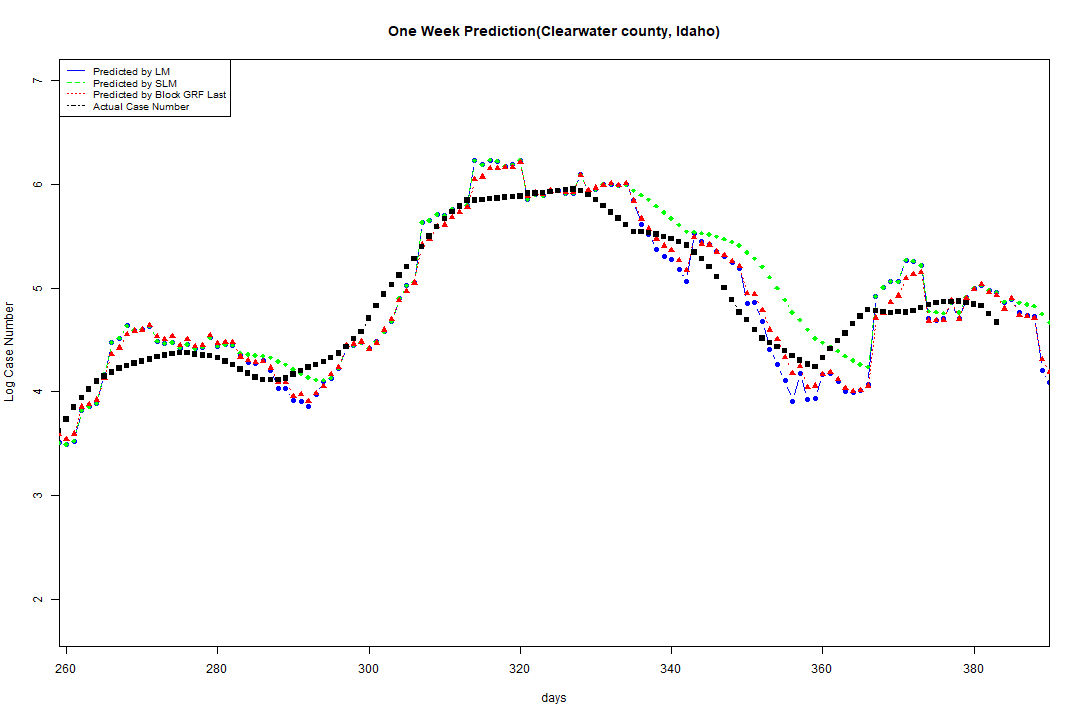 One Week Prediction(Clearwater county, Idaho)
Predicted by LM
Predicted by SLM
Predicted by Block GRF Last
Actual Case Number
7
6
5
4
3
2
Log Case Number
260 280 300 320 340 360 380
days